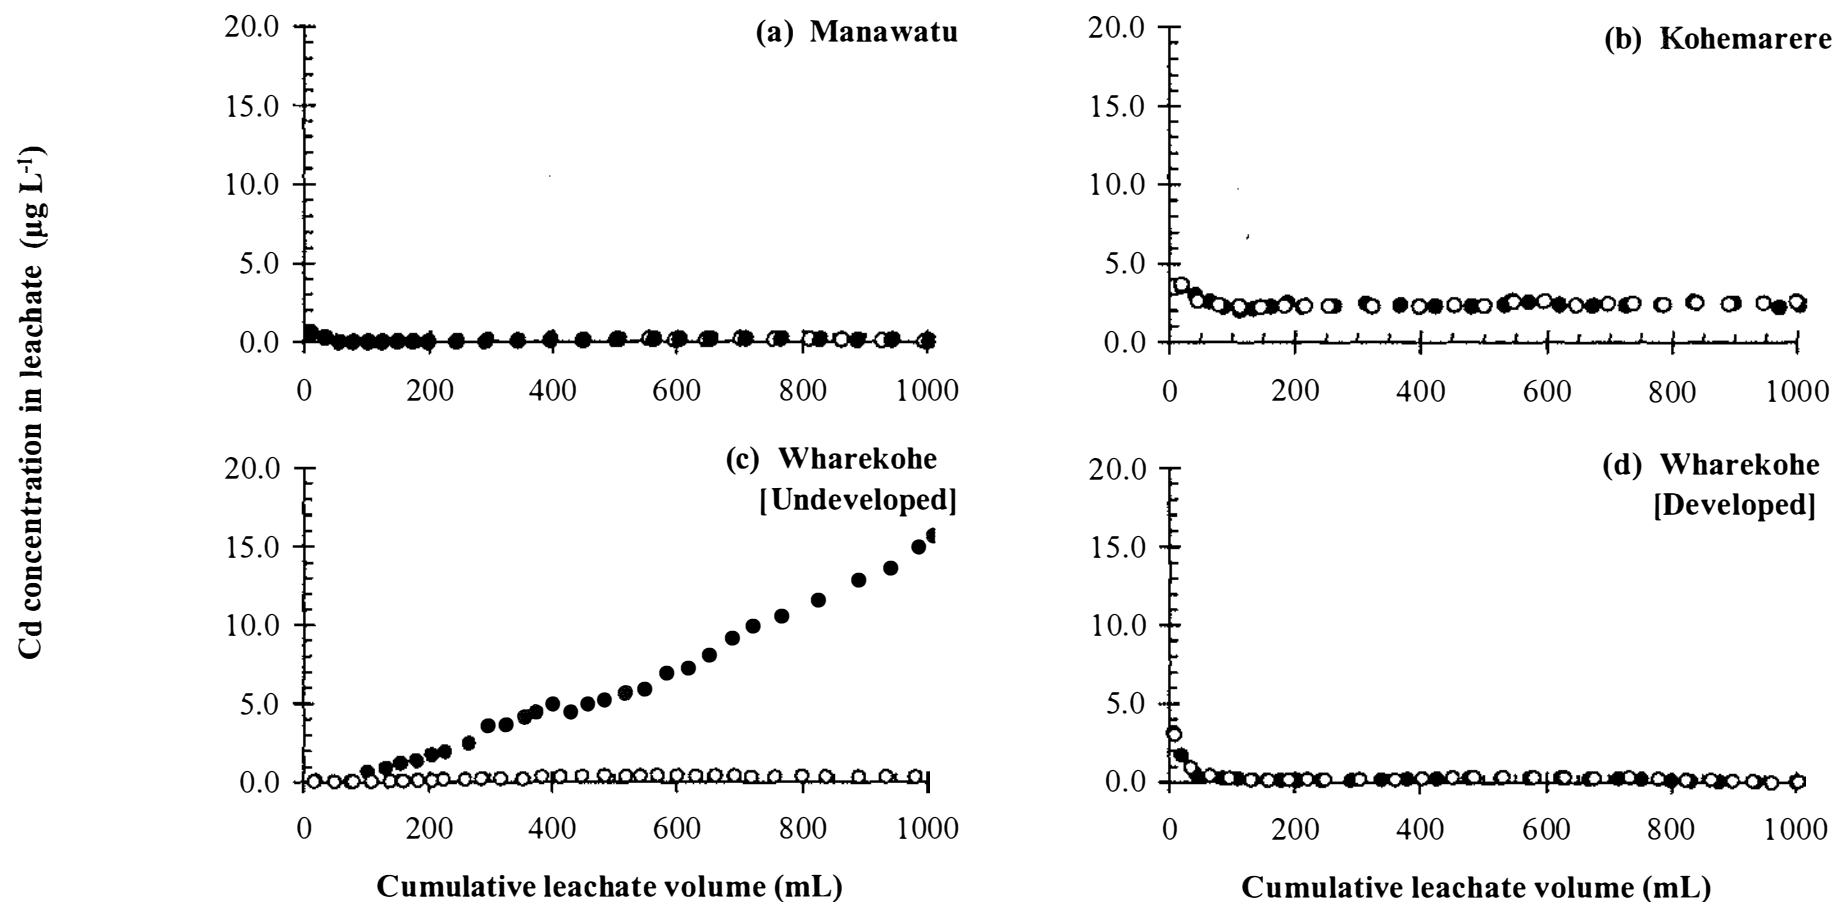 Cd concentration in leachate (µg L⁻¹)
(a) Manawatu
20.0
15.0
10.0
5.0
0.0
0 200 400 600 800 1000
(b) Kohemarere
20.0
15.0
10.0
5.0
0.0
0 200 400 600 800 1000
(c) Wharekohe
[Undeveloped]
20.0
15.0
10.0
5.0
0.0
0 200 400 600 800 1000
Cumulative leachate volume (mL)
(d) Wharekohe
[Developed]
20.0
15.0
10.0
5.0
0.0
0 200 400 600 800 1000
Cumulative leachate volume (mL)